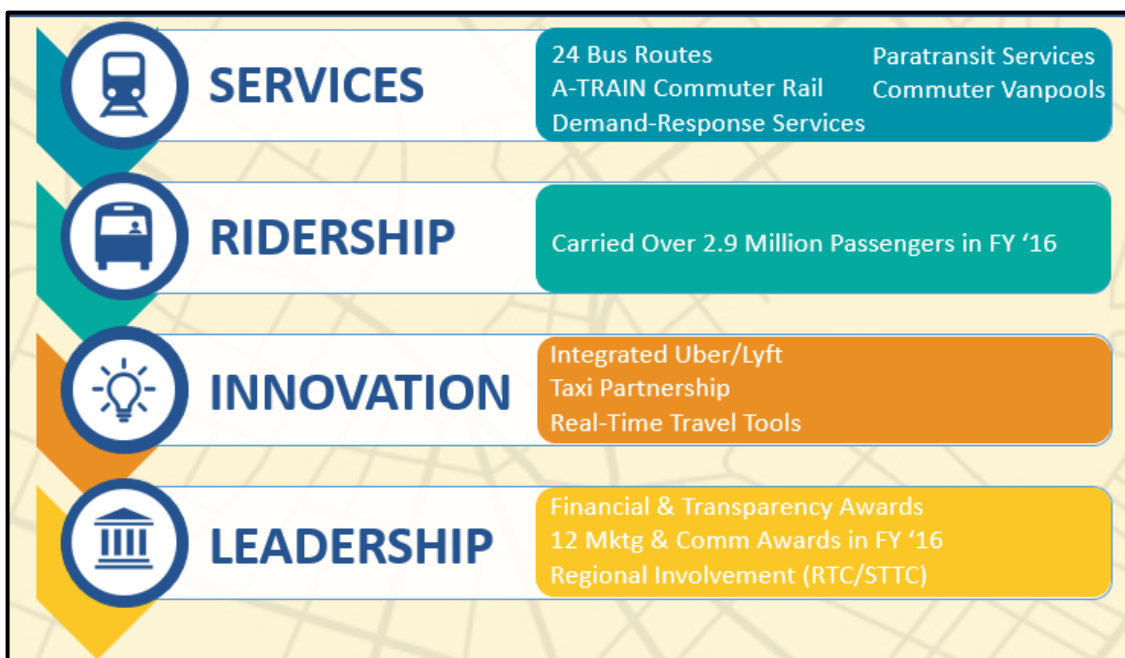 SERVICES
24 Bus Routes
A-TRAIN Commuter Rail
Demand-Response Services
Paratransit Services
Commuter Vanpools
RIDERSHIP
Carried Over 2.9 Million Passengers in FY ‘16
INNOVATION
Integrated Uber/Lyft
Taxi Partnership
Real-Time Travel Tools
LEADERSHIP
Financial & Transparency Awards
12 Mktg & Comm Awards in FY ‘16
Regional Involvement (RTC/STTC)